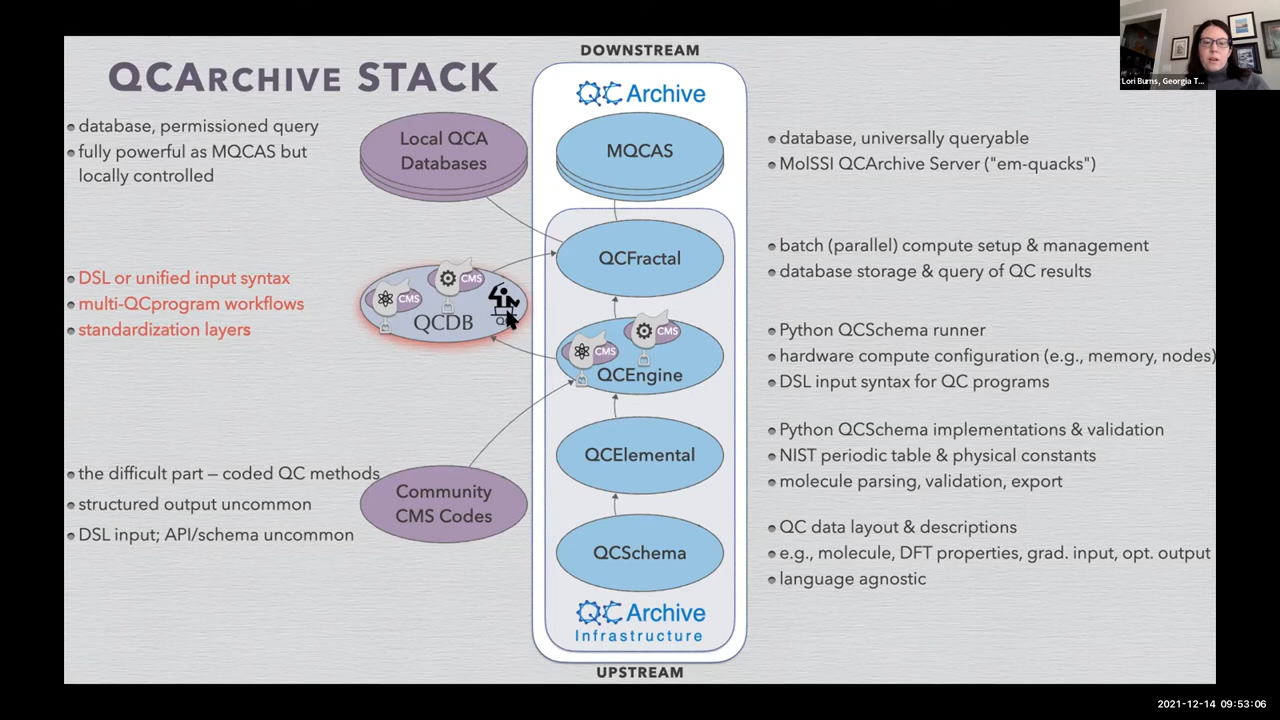 DOWNSTREAM
QCARCHIVE STACK
Lori Burns, Georgia T...
QCArchive
database, permissioned query
fully powerful as MQCAS but
locally controlled
Local QCA
Databases
MQCAS
database, universally queryable
MolSSI QCArchive Server ("em-quacks")
QCFractal
batch (parallel) compute setup & management
database storage & query of QC results
DSL or unified input syntax
multi-QCprogram workflows
standardization layers
CMS
CMS
QCDB
CMS
CMS
QCEngine
Python QCSchema runner
hardware compute configuration (e.g., memory, nodes)
DSL input syntax for QC programs
QCElemental
Python QCSchema implementations & validation
NIST periodic table & physical constants
molecule parsing, validation, export
the difficult part – coded QC methods
structured output uncommon
DSL input; API/schema uncommon
Community
CMS Codes
QCSchema
QC data layout & descriptions
e.g., molecule, DFT properties, grad. input, opt. output
language agnostic
QCArchive
Infrastructure
UPSTREAM
2021-12-14 09:53:06